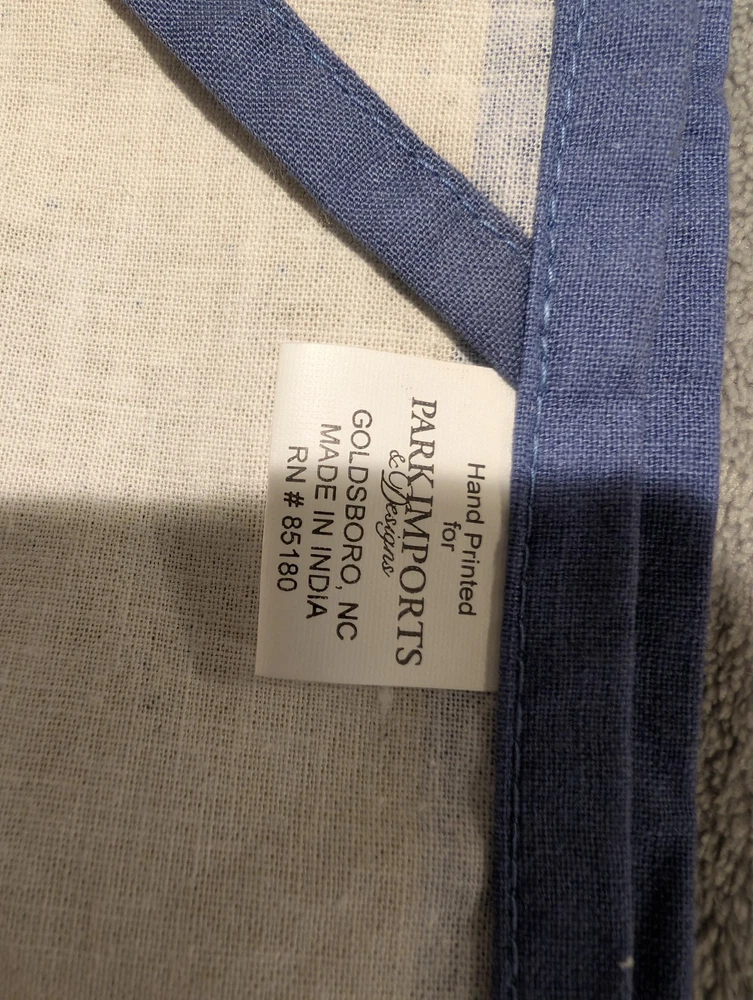 Hand Printed
for
PARK IMPORTS
& Designs
GOLDSBORO, NC
MADE IN INDIA
RN # 85180